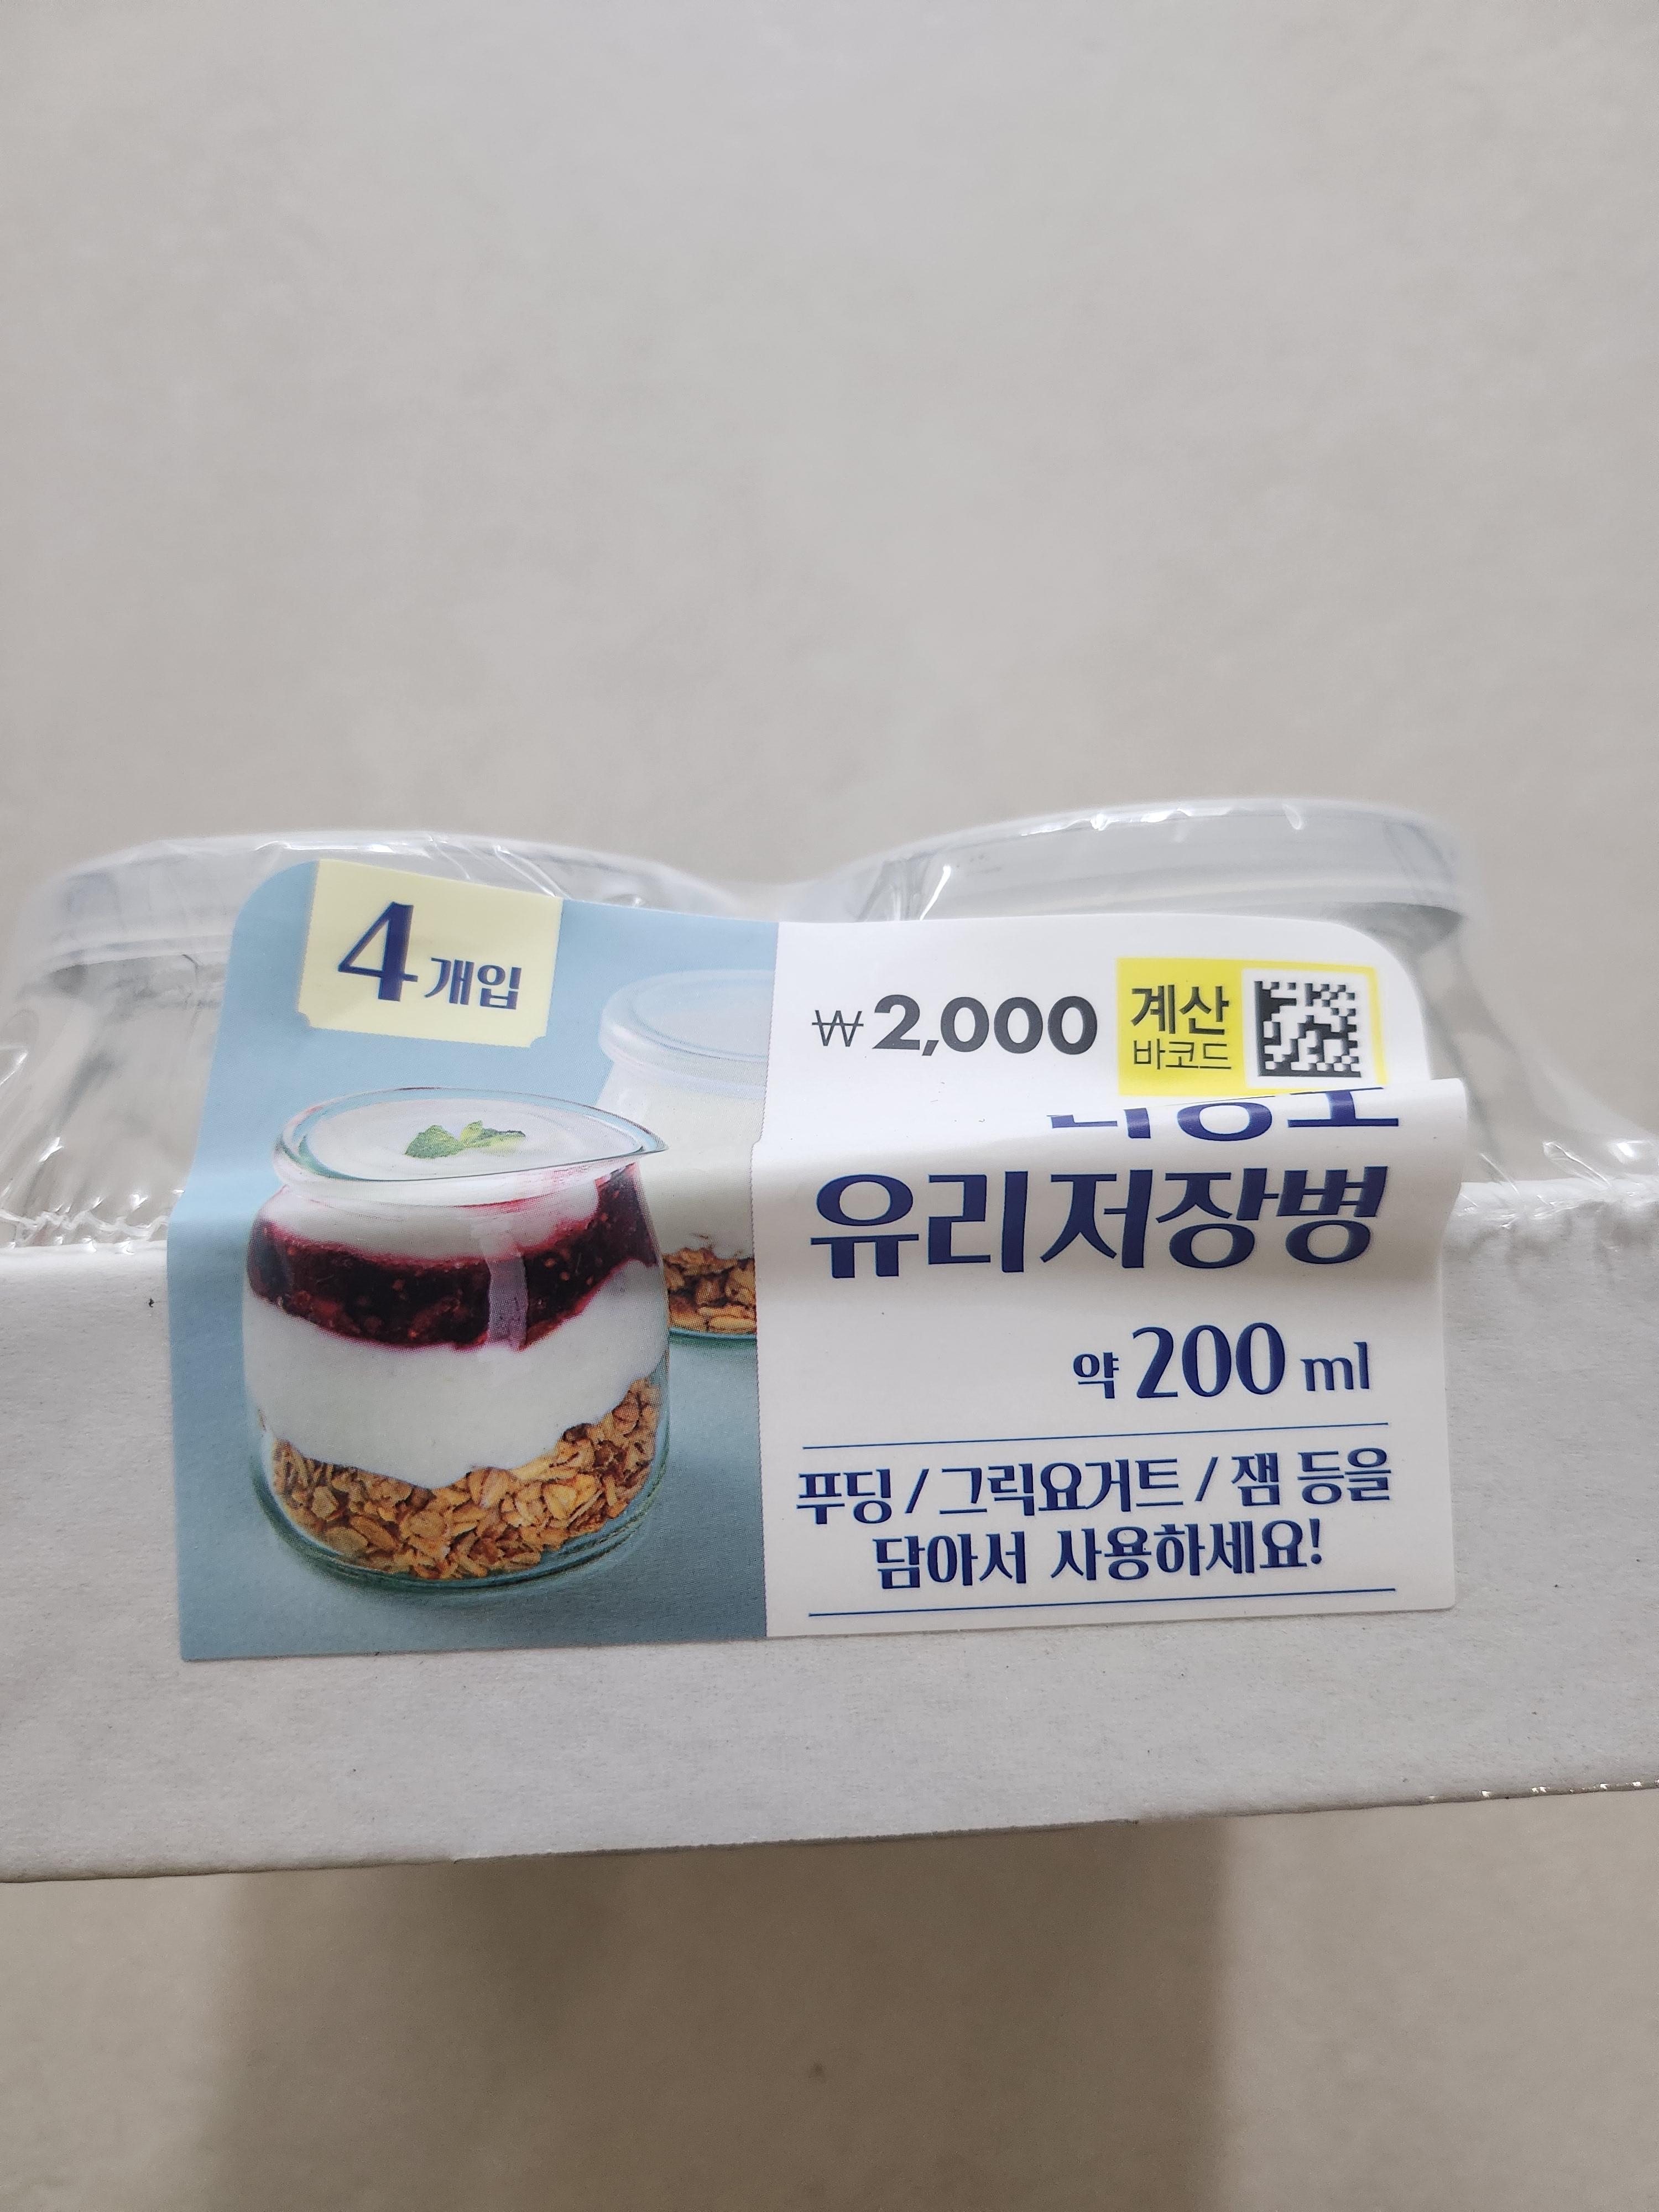 4개입
₩2,000
계산
바코드
유리저장병
약 200 ml
푸딩 / 그릭요거트 / 잼 등을
담아서 사용하세요!